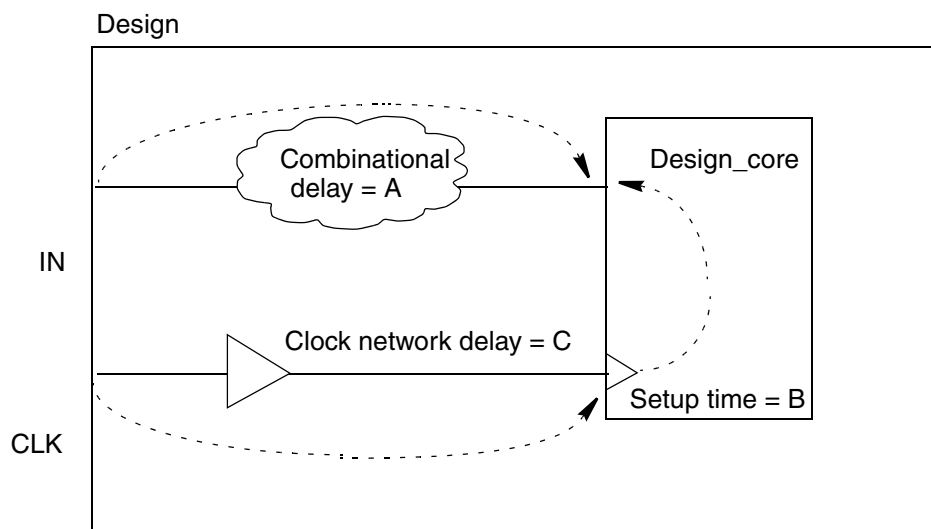 Design
Combinational
delay = A
Design_core
IN
Clock network delay = C
Setup time = B
CLK